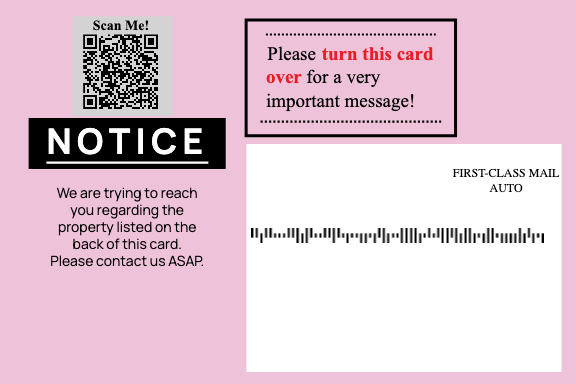 Scan Me!
NOTICE
We are trying to reach
you regarding the
property listed on the
back of this card.
Please contact us ASAP.
Please turn this card
over for a very
important message!
FIRST-CLASS MAIL
AUTO